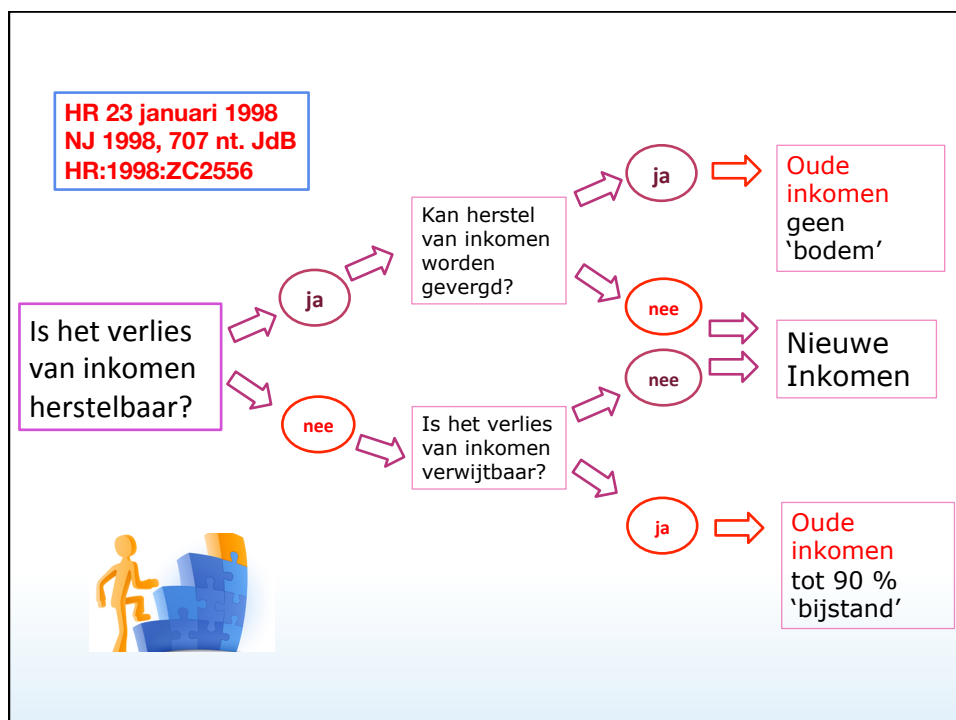 HR 23 januari 1998
NJ 1998, 707 nt. JdB
HR:1998:ZC2556
Is het verlies
van inkomen
herstelbaar?
ja
Kan herstel
van inkomen
worden
gevergd?
ja
Oude
inkomen
geen
‘bodem’
nee
Nieuwe
Inkomen
nee
nee
Is het verlies
van inkomen
verwijtbaar?
ja
Oude
inkomen
tot 90 %
‘bijstand’